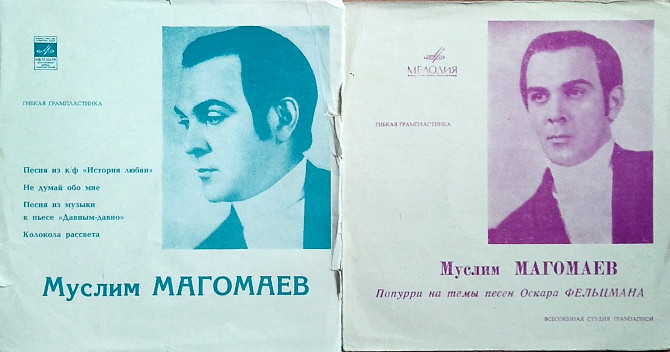 МЕЛОДИЯ
ГИБКАЯ ГРАМПЛАСТИНКА
Песня из к/ф «История любви»
Не думай обо мне
Песня из музыки
к пьесе «Давным-давно»
Колокола рассвета
Муслим МАГОМАЕВ
МЕЛОДИЯ
ГИБКАЯ ГРАМПЛАСТИНКА
Муслим МАГОМАЕВ
Попурри на темы песен Оскара ФЕЛЬЦМАНА
ВСЕСОЮЗНАЯ СТУДИЯ ГРАМЗАПИСИ